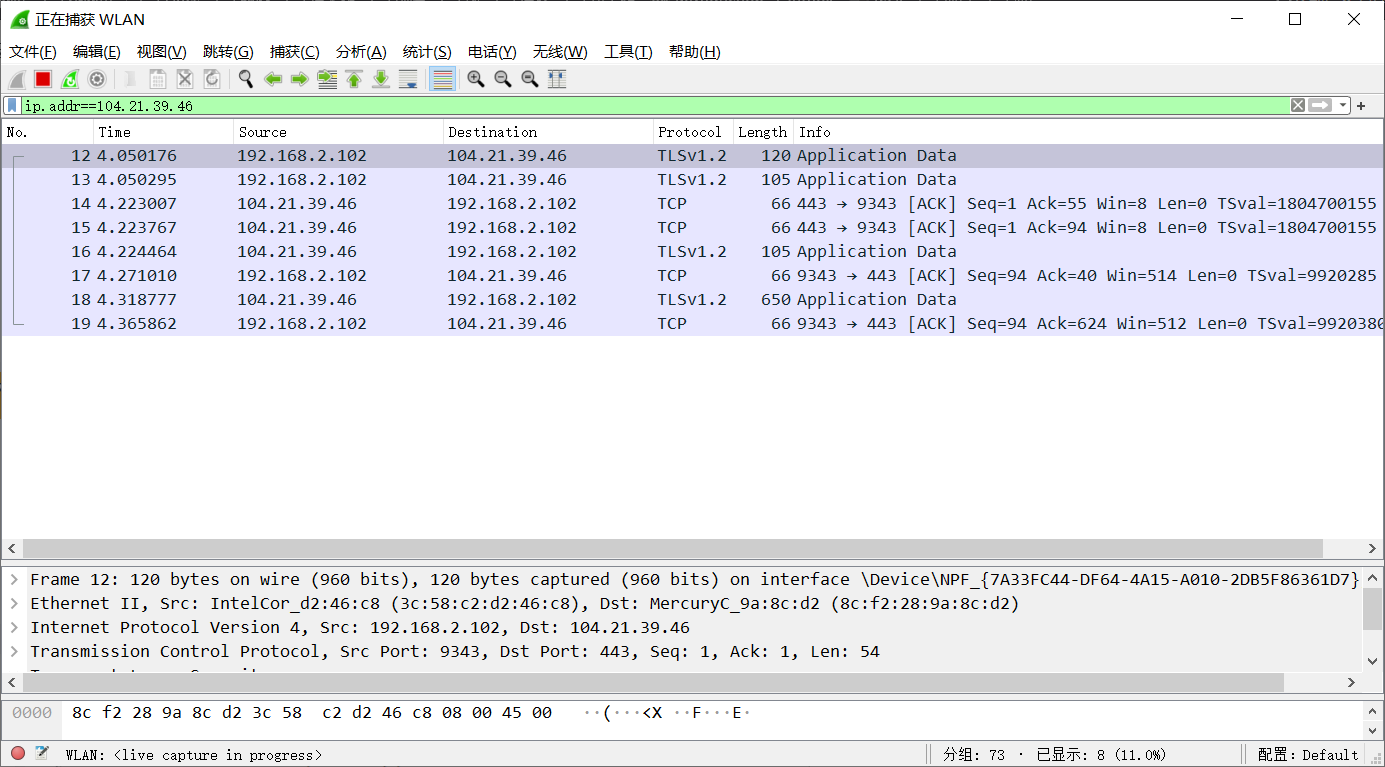 正在捕获 WLAN
文件(F) 编辑(E) 视图(V) 跳转(G) 捕获(C) 分析(A) 统计(S) 电话(Y) 无线(W) 工具(T) 帮助(H)
ip.addr==104.21.39.46
No. Time Source Destination Protocol Length Info
12 4.050176 192.168.2.102 104.21.39.46 TLSv1.2 120 Application Data
13 4.050295 192.168.2.102 104.21.39.46 TLSv1.2 105 Application Data
14 4.223007 104.21.39.46 192.168.2.102 TCP 66 443 → 9343 [ACK] Seq=1 Ack=55 Win=8 Len=0 TSval=1804700155
15 4.223767 104.21.39.46 192.168.2.102 TCP 66 443 → 9343 [ACK] Seq=1 Ack=94 Win=8 Len=0 TSval=1804700155
16 4.224464 104.21.39.46 192.168.2.102 TLSv1.2 105 Application Data
17 4.271010 192.168.2.102 104.21.39.46 TCP 66 9343 → 443 [ACK] Seq=94 Ack=40 Win=514 Len=0 TSval=9920285
18 4.318777 104.21.39.46 192.168.2.102 TLSv1.2 650 Application Data
19 4.365862 192.168.2.102 104.21.39.46 TCP 66 9343 → 443 [ACK] Seq=94 Ack=624 Win=512 Len=0 TSval=9920380
Frame 12: 120 bytes on wire (960 bits), 120 bytes captured (960 bits) on interface \Device\NPF_{7A33FC44-DF64-4A15-A010-2DB5F86361D7}
Ethernet II, Src: IntelCor_d2:46:c8 (3c:58:c2:d2:46:c8), Dst: MercuryC_9a:8c:d2 (8c:f2:28:9a:8c:d2)
Internet Protocol Version 4, Src: 192.168.2.102, Dst: 104.21.39.46
Transmission Control Protocol, Src Port: 9343, Dst Port: 443, Seq: 1, Ack: 1, Len: 54
0000 8c f2 28 9a 8c d2 3c 58 c2 d2 46 c8 08 00 45 00 ··(···<X ··F···E·
WLAN: <live capture in progress> 分组: 73 · 已显示: 8 (11.0%) 配置: Default